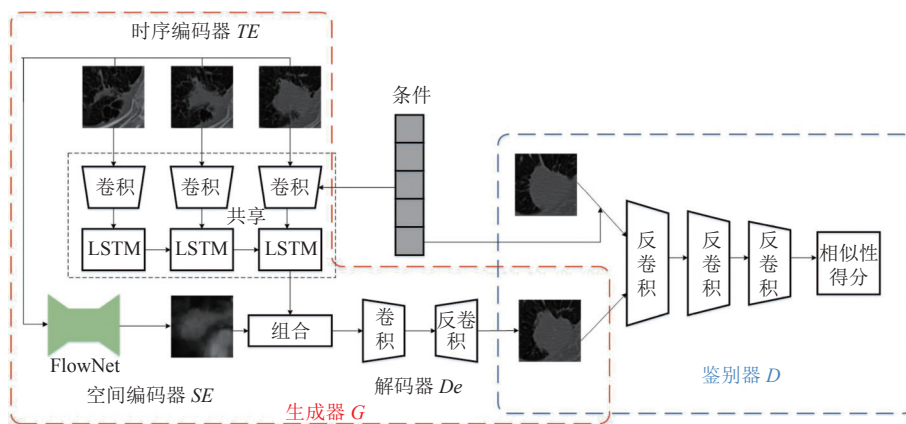 时序编码器 TE
条件
卷积
卷积
卷积
共享
LSTM
LSTM
LSTM
反卷积
反卷积
反卷积
相似性
得分
组合
卷积
反卷
积
FlowNet
空间编码器 SE
解码器 De
生成器 G
鉴别器 D